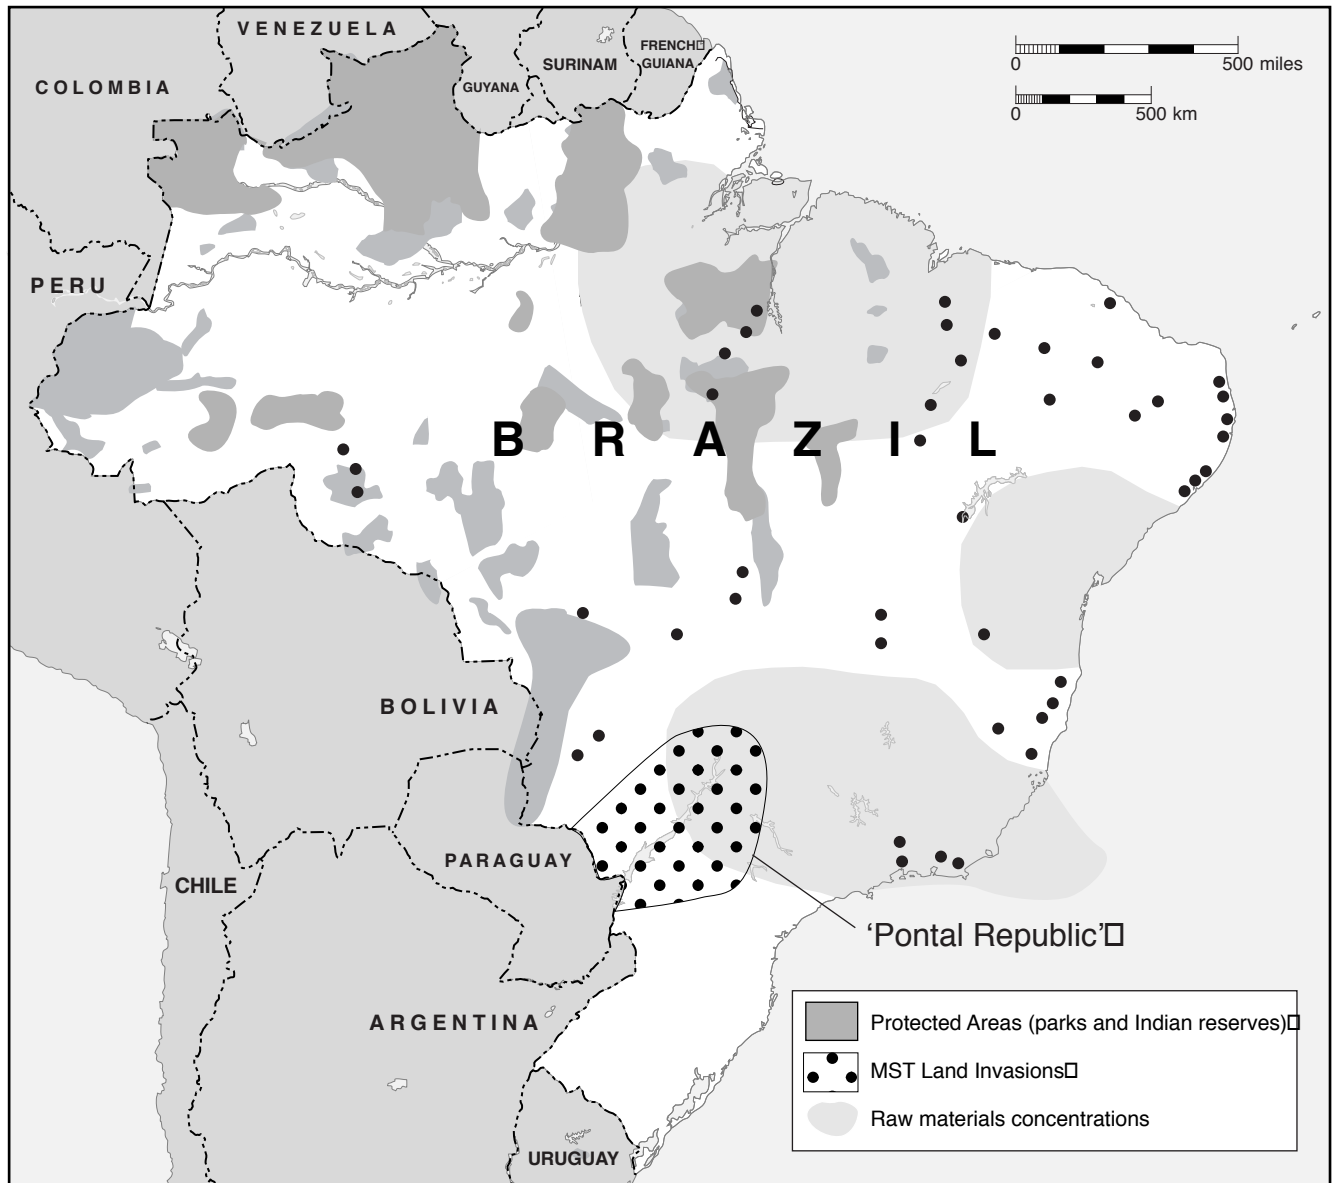 VENEZUELA
COLOMBIA
GUYANA
SURINAM
FRENCH□
GUIANA
0 500 miles
0 500 km
PERU
BRAZIL
BOLIVIA
PARAGUAY
CHILE
'Pontal Republic'□
ARGENTINA
URUGUAY
Protected Areas (parks and Indian reserves)□
MST Land Invasions□
Raw materials concentrations